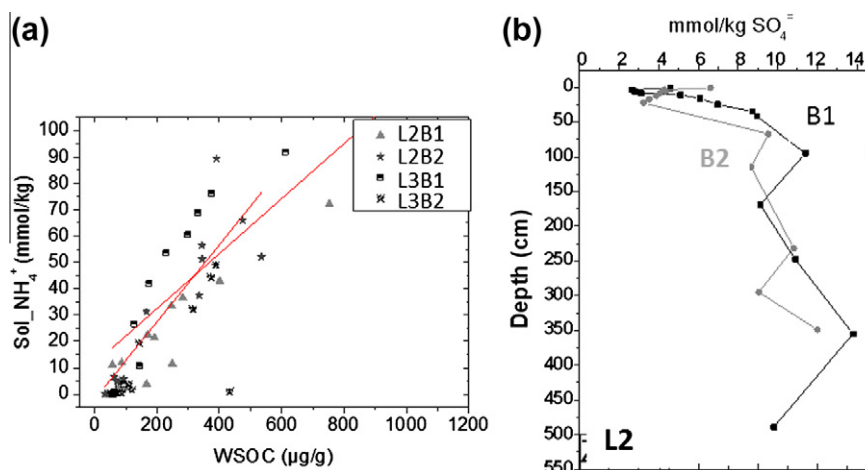 (a)
Sol_NH₄⁺ (mmol/kg)
100
90
80
70
60
50
40
30
20
10
0
0 200 400 600 800 1000 1200
WSOC (µg/g)
L2B1
L2B2
L3B1
L3B2
(b)
mmol/kg SO₄⁼
0 2 4 6 8 10 12 14
Depth (cm)
0
50
100
150
200
250
300
350
400
450
500
550
B1
B2
L2